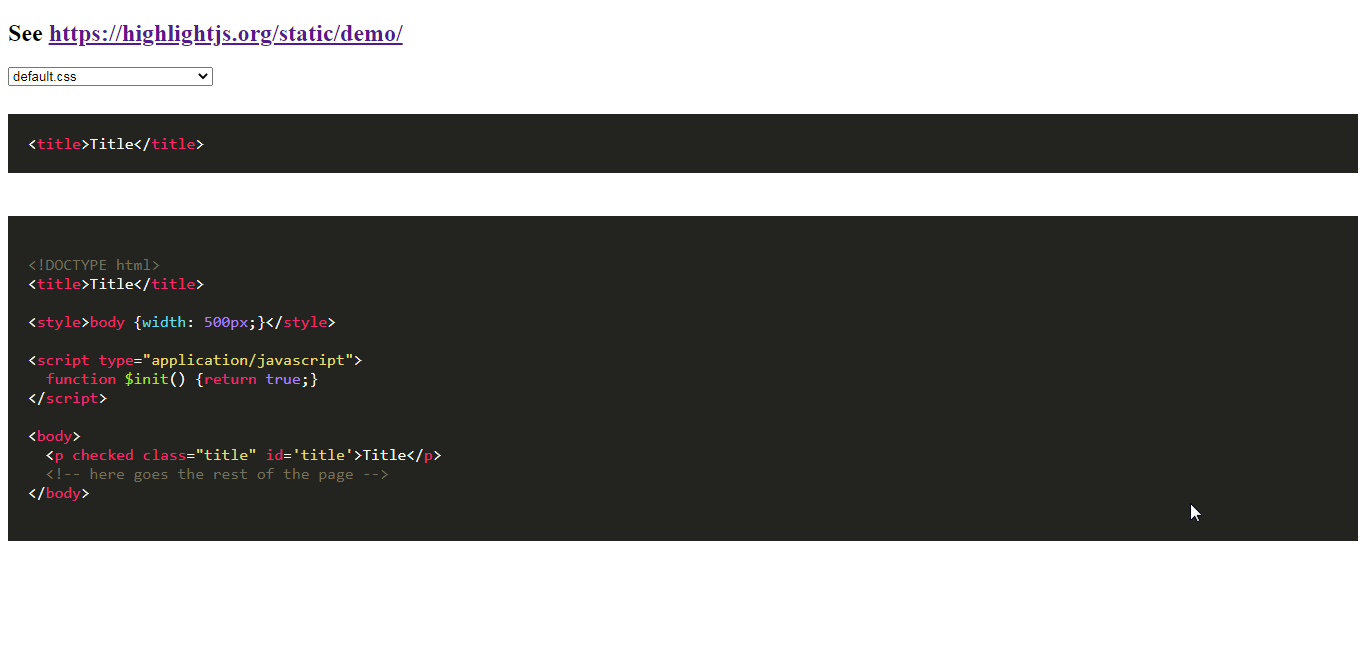 See https://highlightjs.org/static/demo/
default.css
<title>Title</title>
<!DOCTYPE html>
<title>Title</title>
<style>body {width: 500px;}</style>
<script type="application/javascript">
  function $init() {return true;}
</script>
<body>
  <p checked class="title" id='title'>Title</p>
  <!-- here goes the rest of the page -->
</body>